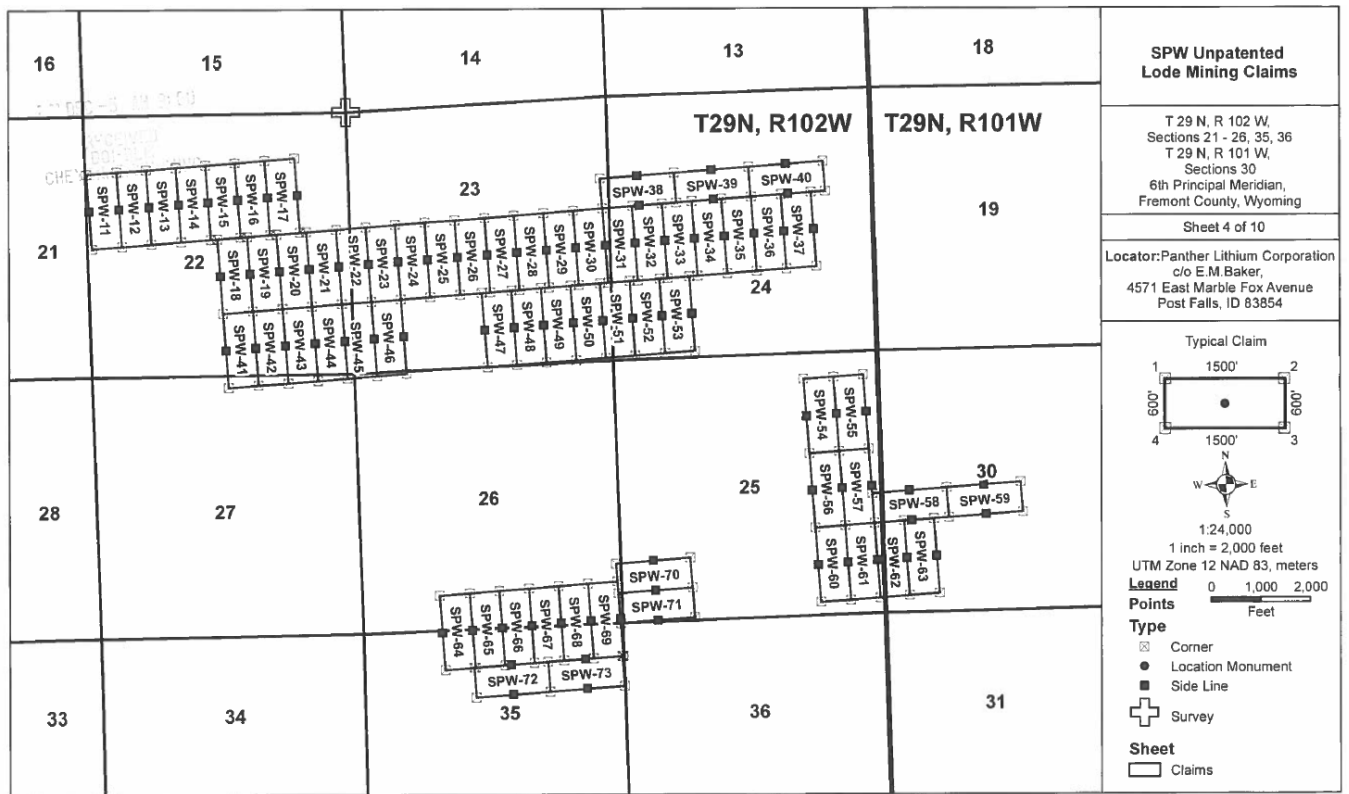 16
15
14
13
18
DEC
AM
RECEIVED
T29N, R102W
T29N, R101W
SPW-11
SPW-12
SPW-13
SPW-14
SPW-15
SPW-16
SPW-17
23
SPW-38
SPW-39
SPW-40
19
21
22
SPW-18
SPW-19
SPW-20
SPW-21
SPW-22
SPW-23
SPW-24
SPW-25
SPW-26
SPW-27
SPW-28
SPW-29
SPW-30
SPW-31
SPW-32
SPW-33
SPW-34
SPW-35
SPW-36
SPW-37
24
SPW-41
SPW-42
SPW-43
SPW-44
SPW-45
SPW-46
SPW-47
SPW-48
SPW-49
SPW-50
SPW-51
SPW-52
SPW-53
SPW-54
SPW-55
28
27
26
25
30
SPW-56
SPW-57
SPW-58
SPW-59
SPW-60
SPW-61
SPW-62
SPW-63
SPW-70
SPW-71
SPW-64
SPW-65
SPW-66
SPW-67
SPW-68
SPW-69
SPW-72
SPW-73
33
34
35
36
31
SPW Unpatented
Lode Mining Claims
T 29 N, R 102 W,
Sections 21 - 26, 35, 36
T 29 N, R 101 W,
Sections 30
6th Principal Meridian,
Fremont County, Wyoming
Sheet 4 of 10
Locator:Panther Lithium Corporation
c/o E.M.Baker,
4571 East Marble Fox Avenue
Post Falls, ID 83854
Typical Claim
1 1500' 2
600' 600'
4 1500' 3
N
W E
S
1:24,000
1 inch = 2,000 feet
UTM Zone 12 NAD 83, meters
Legend
0 1,000 2,000
Feet
Points
Type
Corner
Location Monument
Side Line
Survey
Sheet
Claims